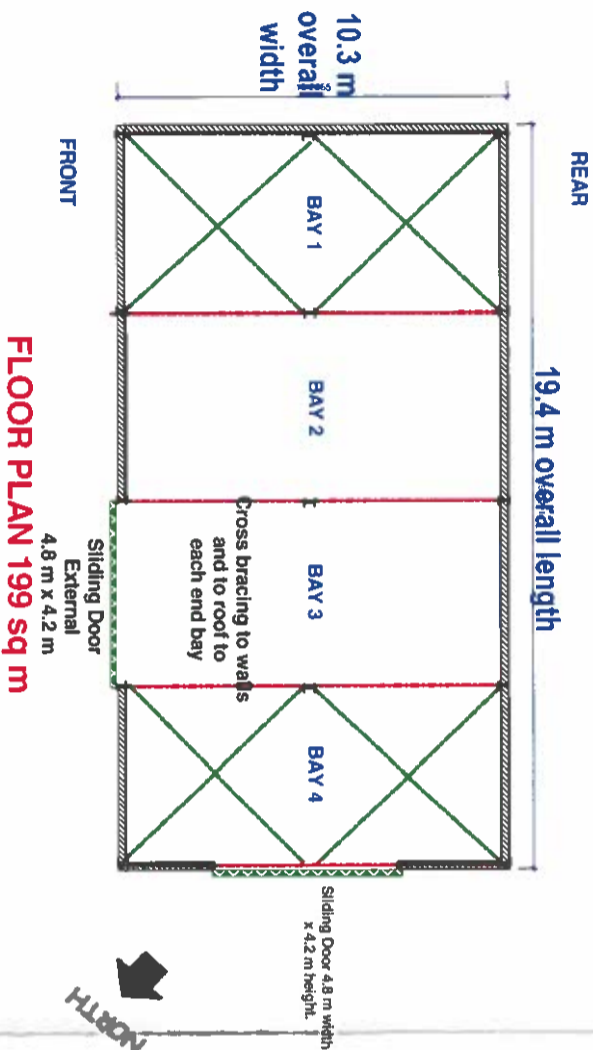 REAR
19.4 m overall length
10.3 m
overall
width
BAY 1
BAY 2
BAY 3
BAY 4
Cross bracing to walls
and to roof to
each end bay
FRONT
Sliding Door
External
4.8 m x 4.2 m
Sliding Door 4.8 m width
x 4.2 m height.
NORTH
FLOOR PLAN 199 sq m